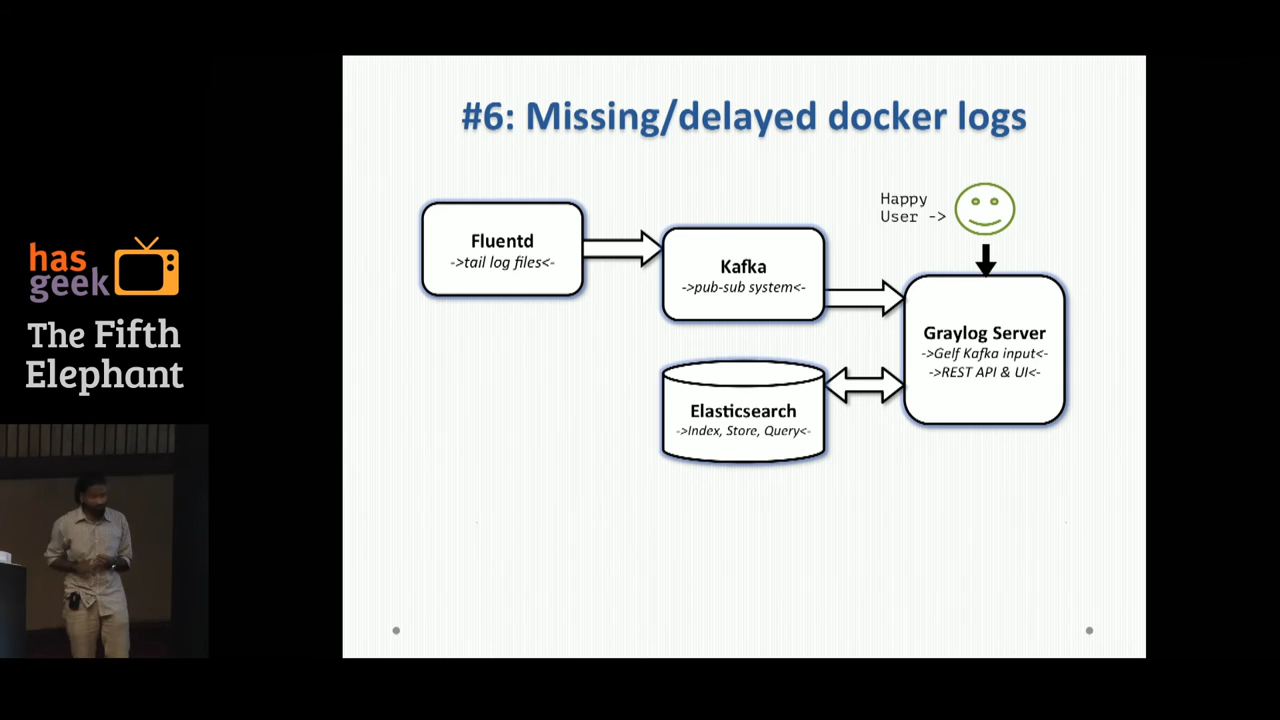 #6: Missing/delayed docker logs
Happy
User ->
Fluentd
->tail log files<-
Kafka
->pub-sub system<-
Graylog Server
->Gelf Kafka input<-
->REST API & UI<-
Elasticsearch
->Index, Store, Query<-
has
geek
The Fifth
Elephant